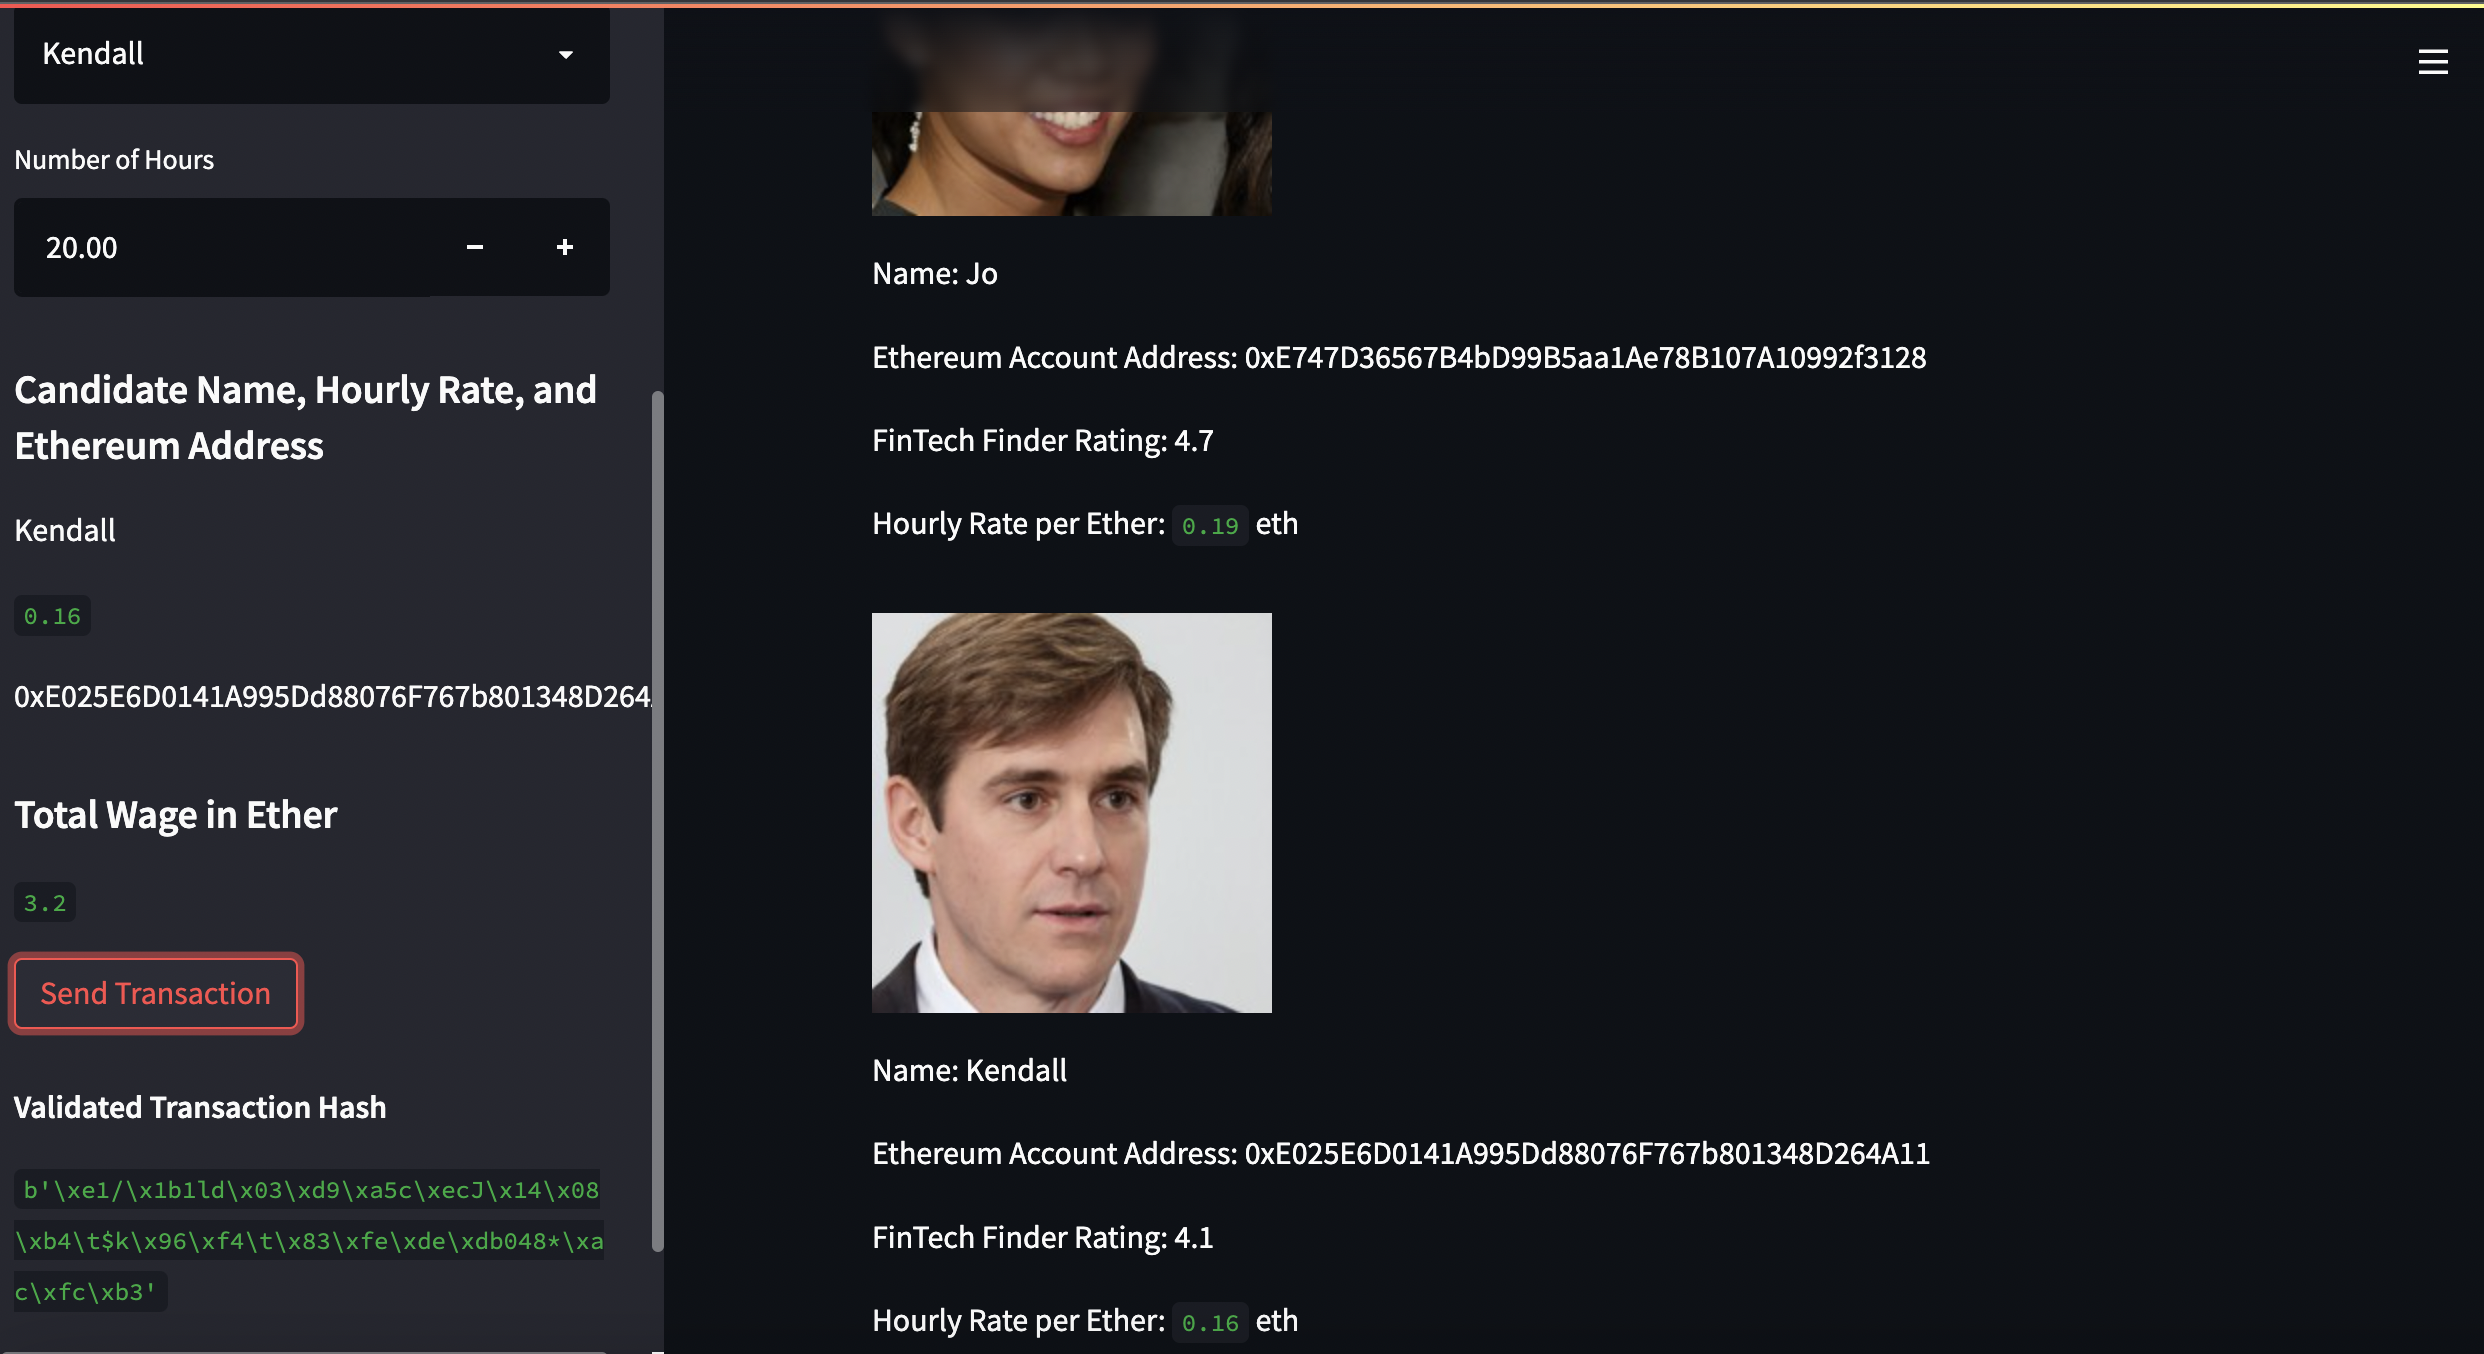 Kendall
Number of Hours
20.00
Candidate Name, Hourly Rate, and
Ethereum Address
Kendall
0.16
0xE025E6D0141A995Dd88076F767b801348D264
Total Wage in Ether
3.2
Send Transaction
Validated Transaction Hash
b'\xe1/\x1b1ld\x03\xd9\xa5c\xecJ\x14\x08
\xb4\t$k\x96\xf4\t\x83\xfe\xde\xdb048*\xa
c\xfc\xb3'
Name: Jo
Ethereum Account Address: 0xE747D36567B4bD99B5aa1Ae78B107A10992f3128
FinTech Finder Rating: 4.7
Hourly Rate per Ether: 0.19 eth
Name: Kendall
Ethereum Account Address: 0xE025E6D0141A995Dd88076F767b801348D264A11
FinTech Finder Rating: 4.1
Hourly Rate per Ether: 0.16 eth